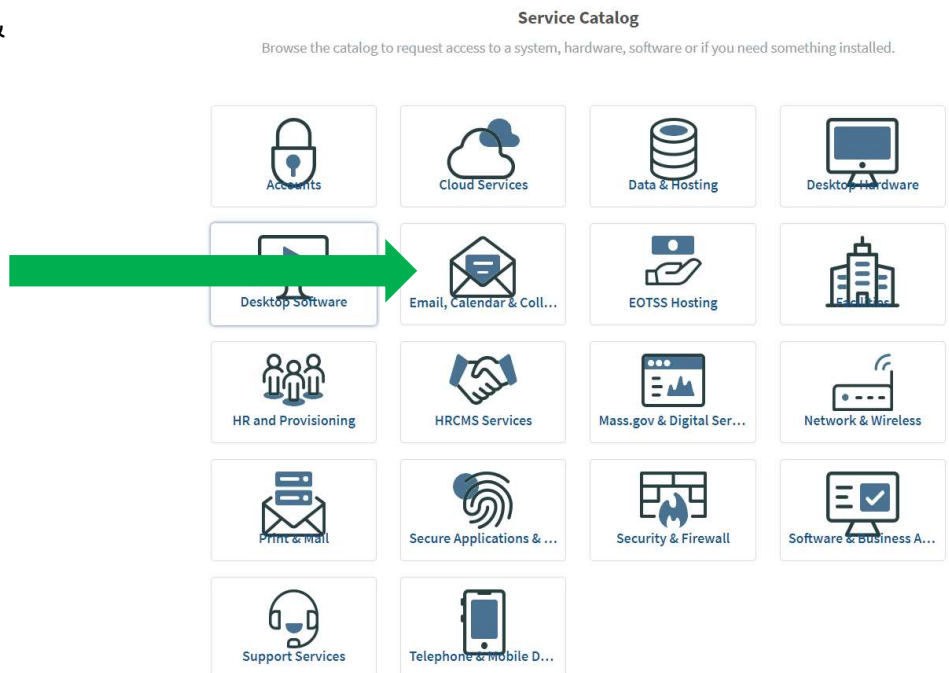 &
Service Catalog
Browse the catalog to request access to a system, hardware, software or if you need something installed.
Accounts
Cloud Services
Data & Hosting
Desktop Hardware
Desktop Software
Email, Calendar & Coll...
EOTSS Hosting
Facilities
HR and Provisioning
HRCMS Services
Mass.gov & Digital Ser...
Network & Wireless
Print & Mail
Secure Applications & ...
Security & Firewall
Software & Business A...
Support Services
Telephone & Mobile D...